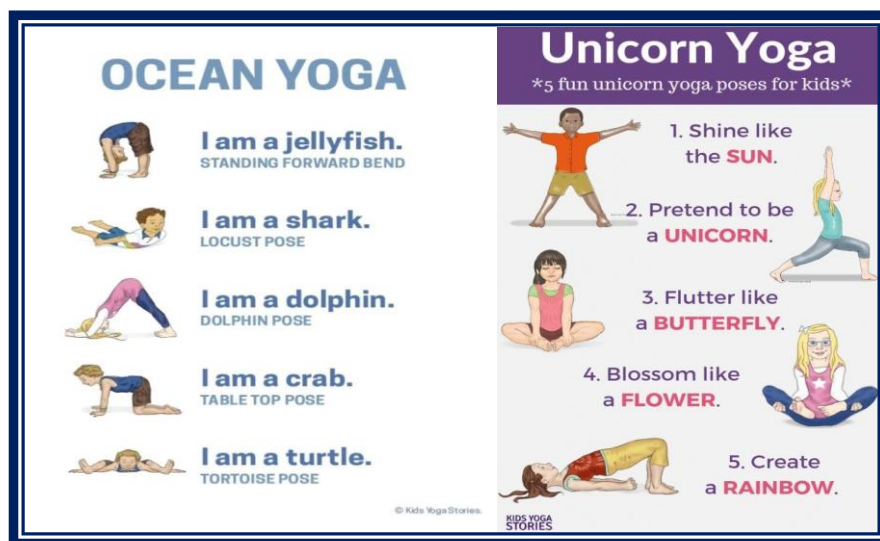 OCEAN YOGA
I am a jellyfish.
STANDING FORWARD BEND
I am a shark.
LOCUST POSE
I am a dolphin.
DOLPHIN POSE
I am a crab.
TABLE TOP POSE
I am a turtle.
TORTOISE POSE
© Kids Yoga Stories.
Unicorn Yoga
*5 fun unicorn yoga poses for kids*
1. Shine like
the SUN.
2. Pretend to be
a UNICORN.
3. Flutter like
a BUTTERFLY.
4. Blossom like
a FLOWER.
5. Create
a RAINBOW.
KIDS YOGA
STORIES